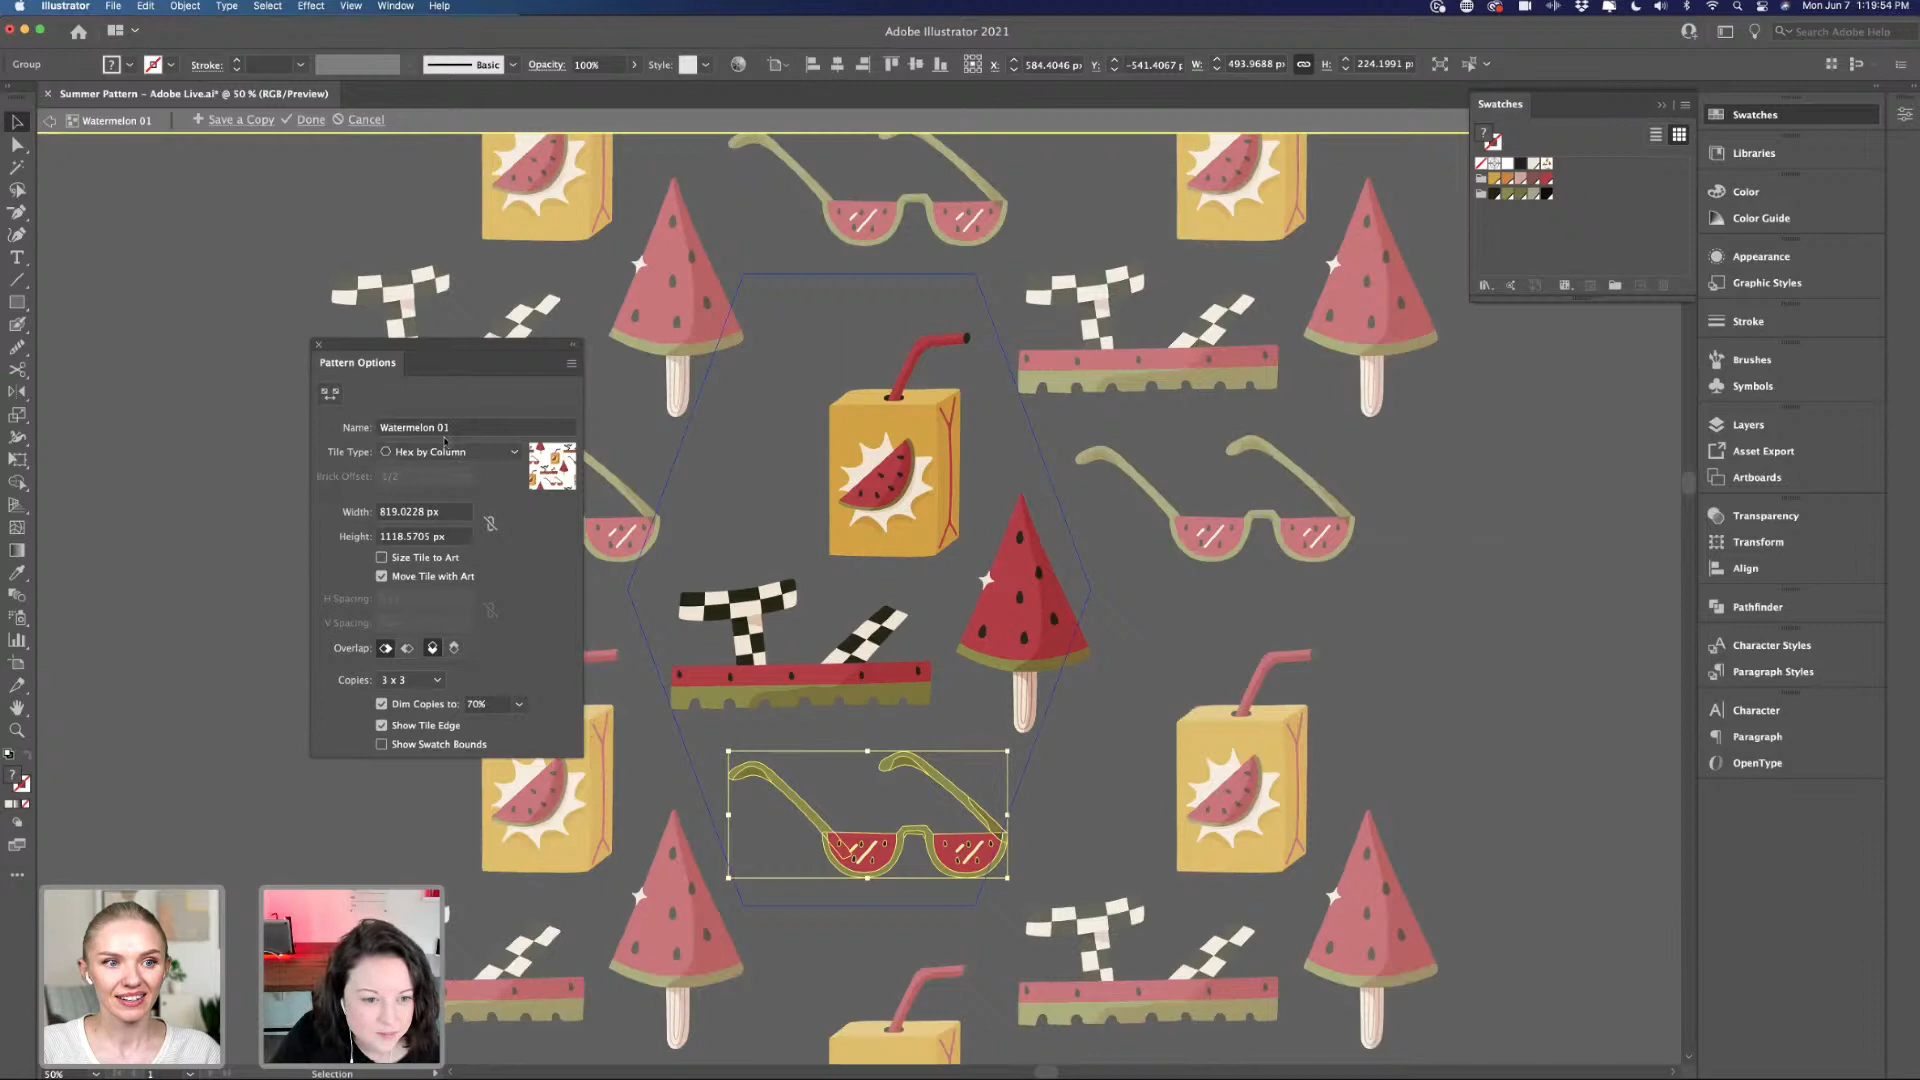 Illustrator File Edit Object Type Select Effect View Window Help Mon Jun 7 1:19:54 PM
Adobe Illustrator 2021 Search Adobe Help
Group Stroke: Basic Opacity: 100% Style: X: 584.4046 px Y: -541.4067 p W: 493.9688 px H: 224.1991 p
Summer Pattern – Adobe Live.ai* @ 50 % (RGB/Preview)
Watermelon 01 Save a Copy Done Cancel
Swatches
Swatches
Libraries
Color
Color Guide
Appearance
Graphic Styles
Stroke
Brushes
Symbols
Layers
Asset Export
Artboards
Transparency
Transform
Align
Pathfinder
Character Styles
Paragraph Styles
Character
Paragraph
OpenType
Pattern Options
Name: Watermelon 01
Tile Type: Hex by Column
Brick Offset: 1/2
Width: 819.0228 px
Height: 1118.5705 px
Size Tile to Art
Move Tile with Art
H Spacing:
V Spacing:
Overlap:
Copies: 3 x 3
Dim Copies to: 70%
Show Tile Edge
Show Swatch Bounds
50% 1 Selection